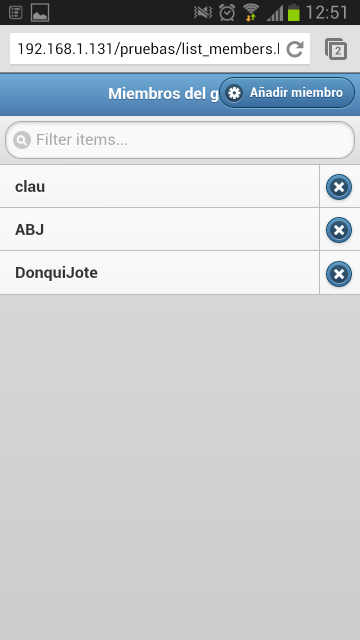 12:51
192.168.1.131/pruebas/list_members.
2
Miembros del g
Añadir miembro
Filter items...
clau
ABJ
DonquiJote